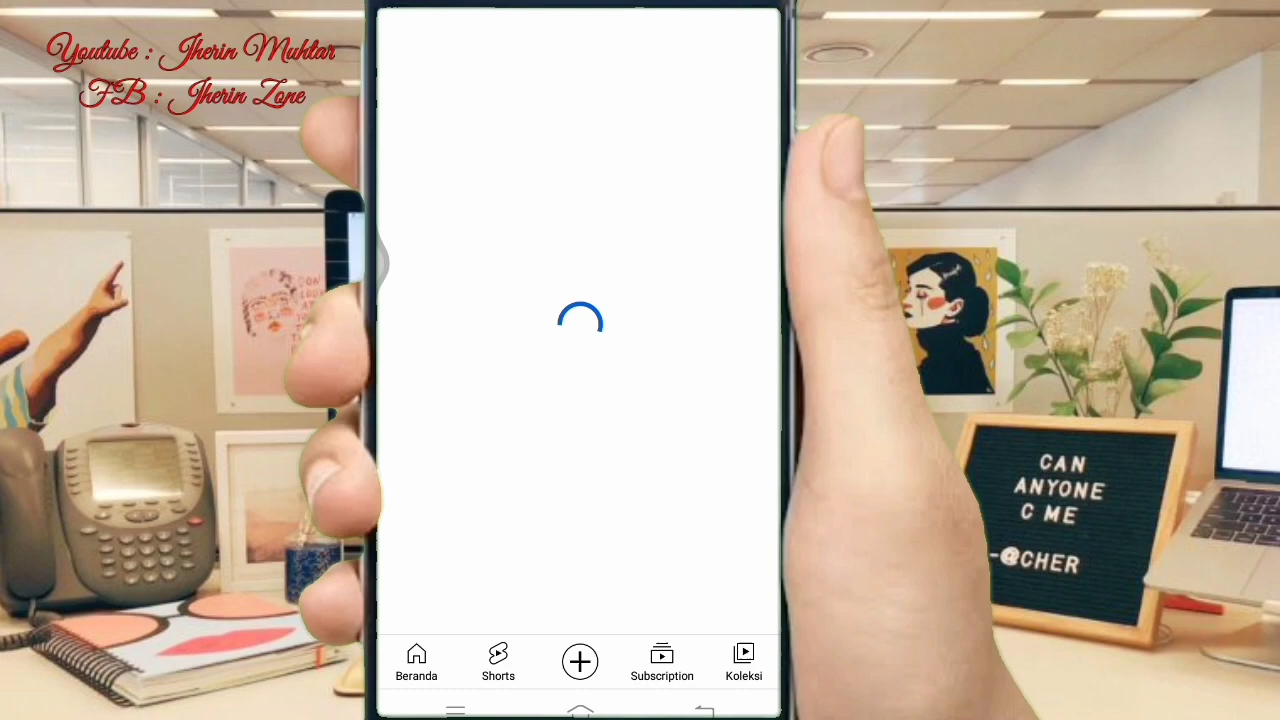 Youtube : Jherin Muhtar
FB : Jherin Zone
CAN
ANYONE
C ME
-@CHER
Beranda
Shorts
Subscription
Koleksi